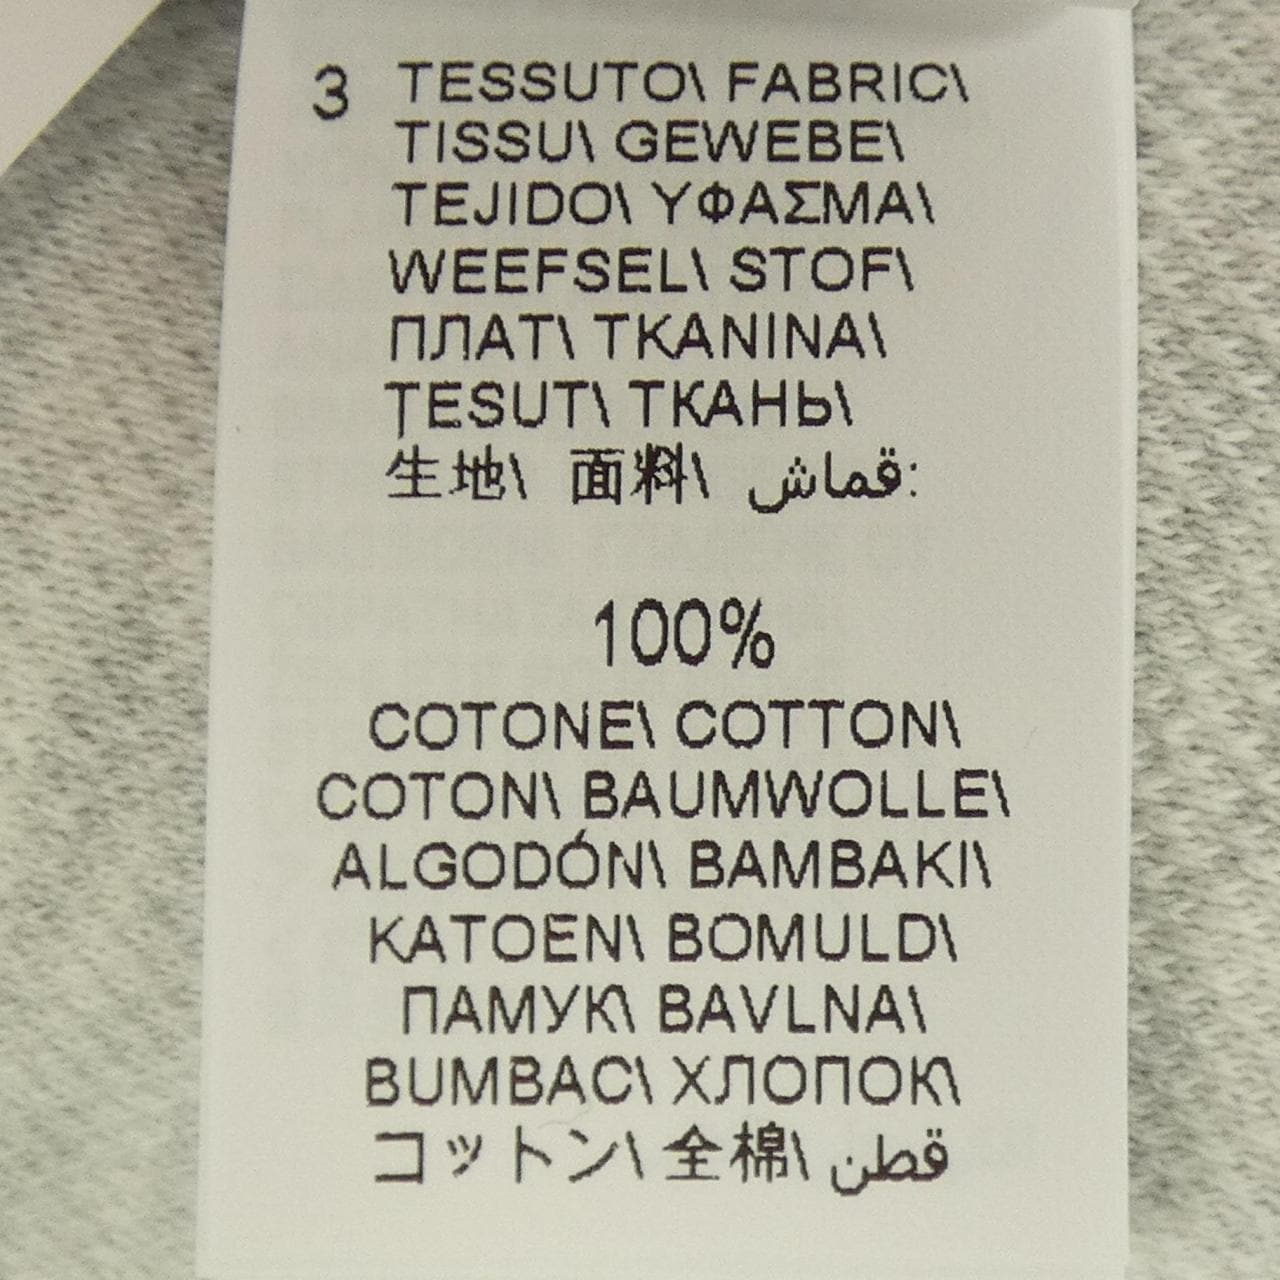 3 TESSUTO\ FABRIC\
TISSU\ GEWEBE\
TEJIDO\ ΥΦΑΣΜΑ\
WEEFSEL\ STOF\
ПЛАТ\ TKANINA\
ȚESUT\ ТКАНЬ\
生地\ 面料\ قماش:
100%
COTONE\ COTTON\
COTON\ BAUMWOLLE\
ALGODÓN\ ΒΑΜΒΑΚΙ\
KATOEN\ BOMULD\
ПАМУК\ BAVLNA\
BUMBAC\ ХЛОПОК\
コットン\ 全棉\ قطن